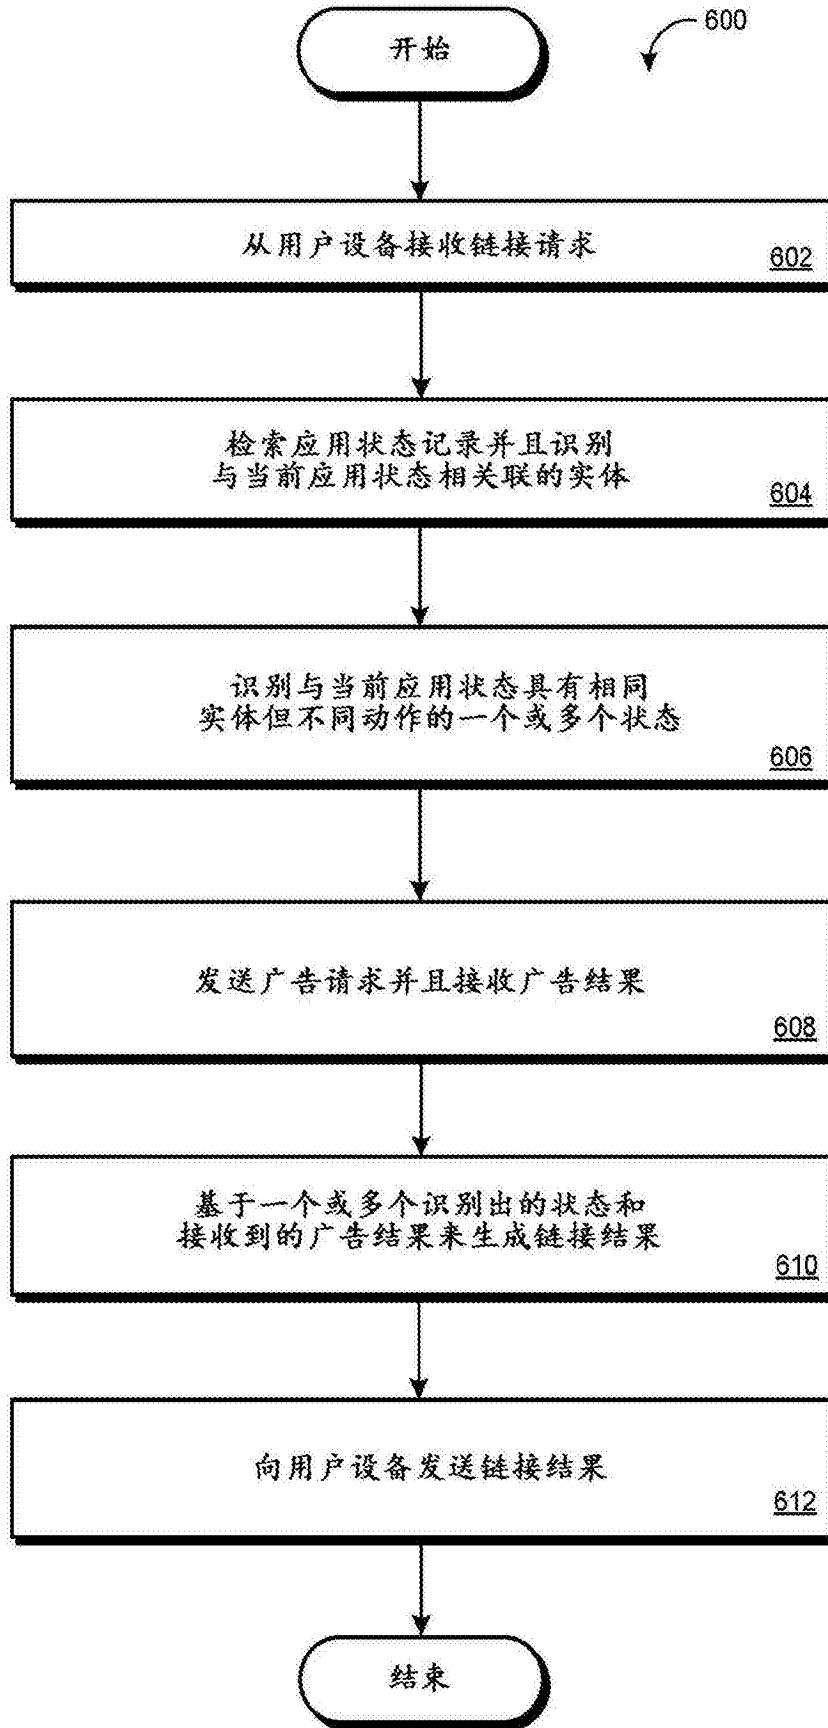 600
开始
从用户设备接收链接请求
602
检索应用状态记录并且识别
与当前应用状态相关联的实体
604
识别与当前应用状态具有相同
实体但不同动作的一个或多个状态
606
发送广告请求并且接收广告结果
608
基于一个或多个识别出的状态和
接收到的广告结果来生成链接结果
610
向用户设备发送链接结果
612
结束